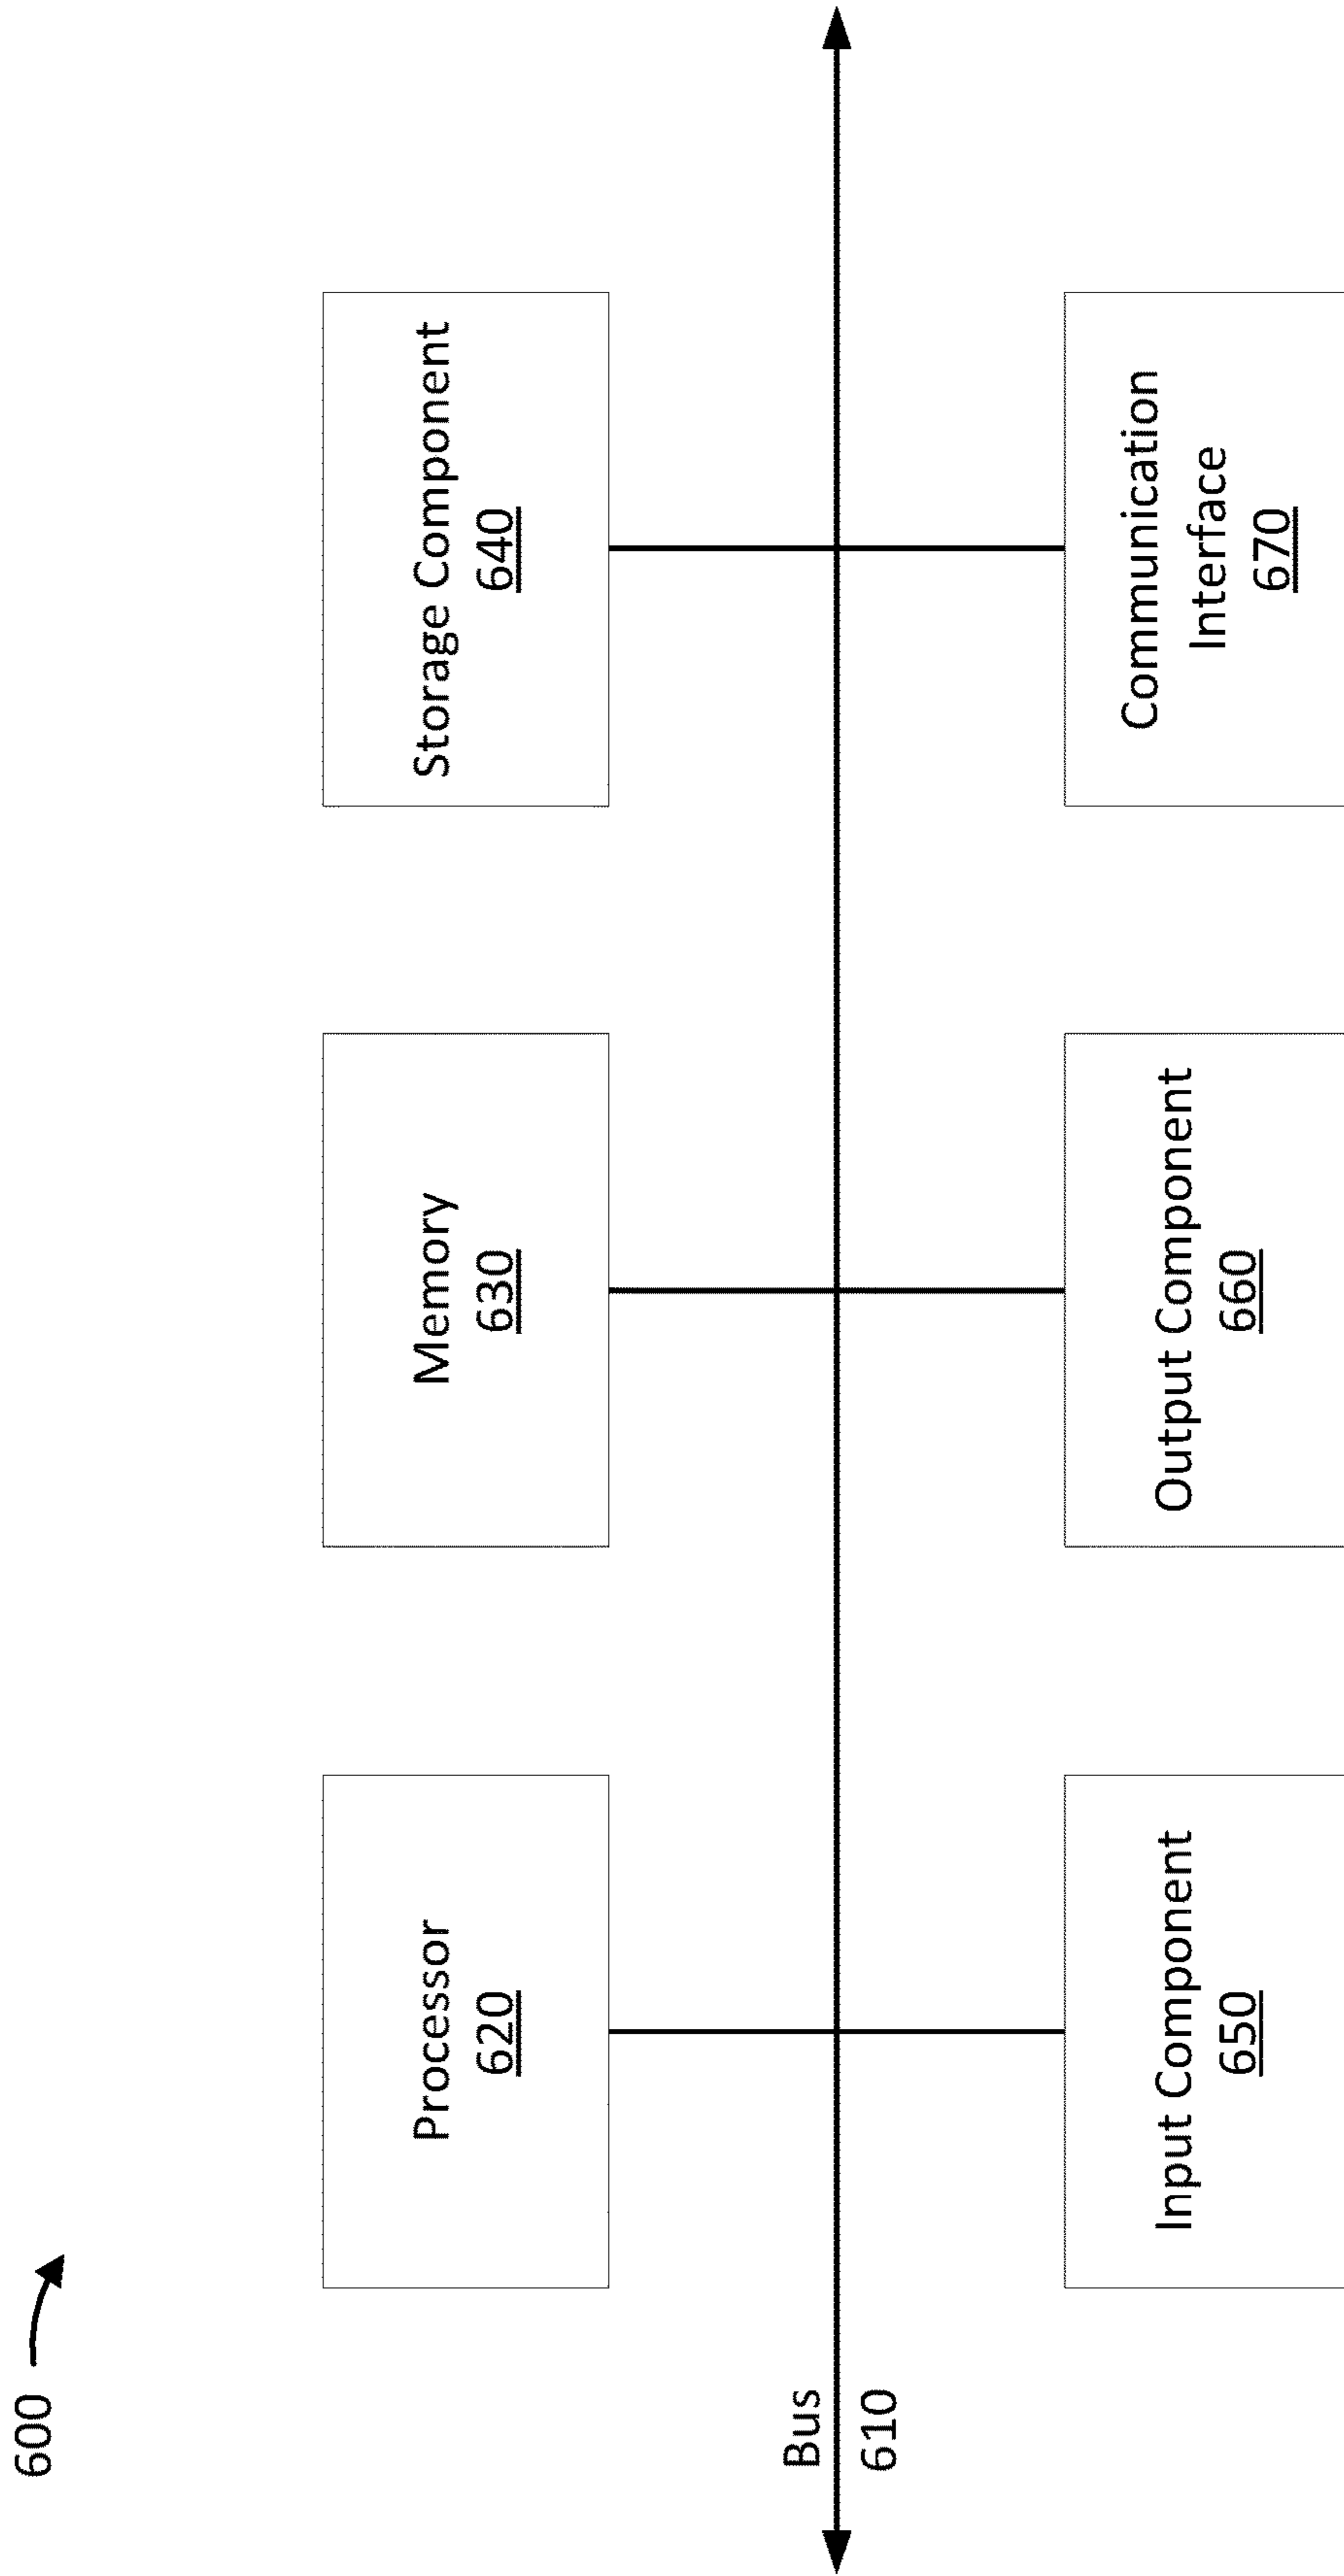 600
Processor
620
Memory
630
Storage Component
640
Bus
610
Input Component
650
Output Component
660
Communication
Interface
670